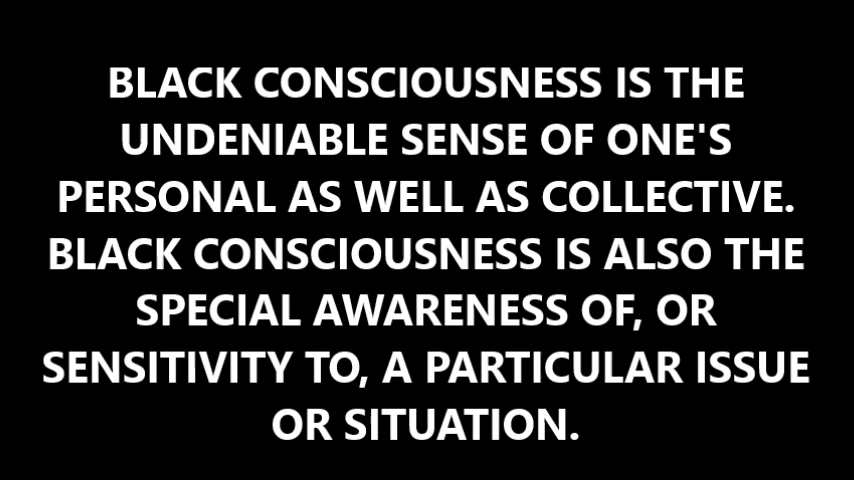 BLACK CONSCIOUSNESS IS THE
UNDENIABLE SENSE OF ONE'S
PERSONAL AS WELL AS COLLECTIVE.
BLACK CONSCIOUSNESS IS ALSO THE
SPECIAL AWARENESS OF, OR
SENSITIVITY TO, A PARTICULAR ISSUE
OR SITUATION.